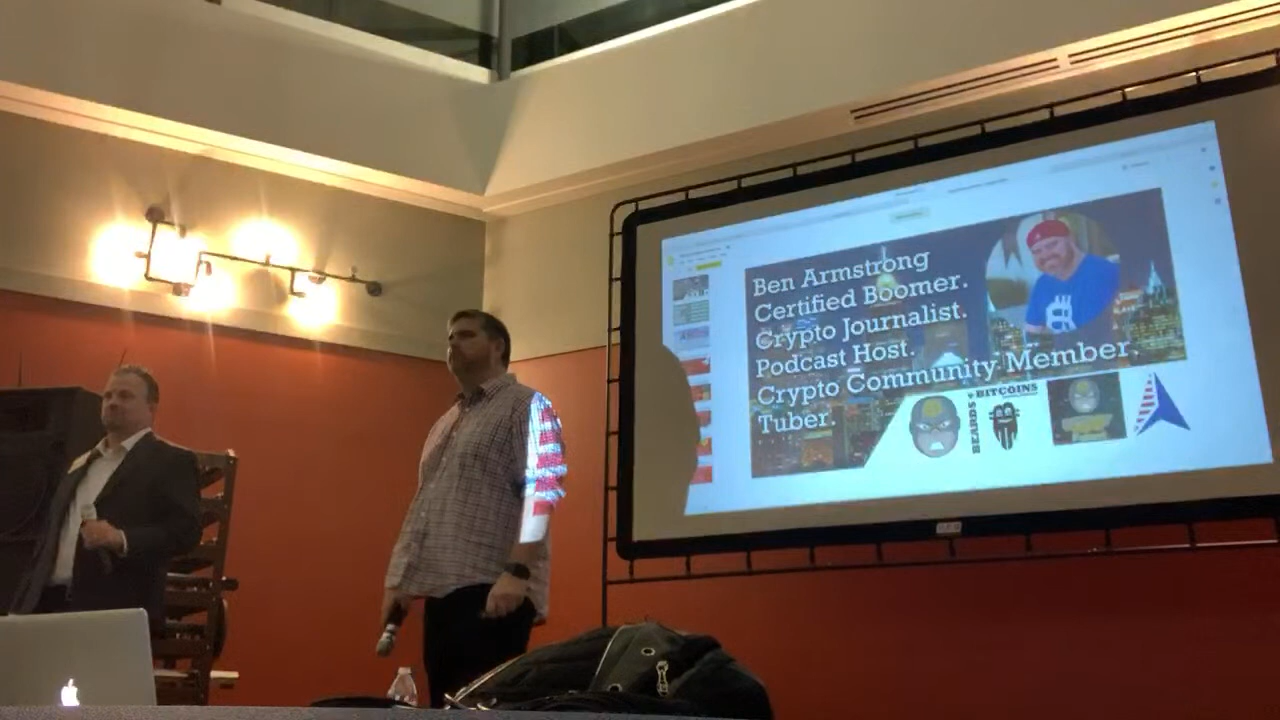 Ben Armstrong
Certified Boomer.
Crypto Journalist.
Podcast Host.
Crypto Community Member.
Tuber.
BEARDS & BITCOINS